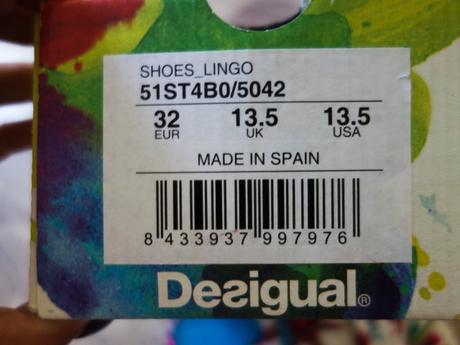 SHOES_LINGO
51ST4B0/5042
32 13.5 13.5
EUR UK USA
MADE IN SPAIN
8 433937 997976
Desigual®